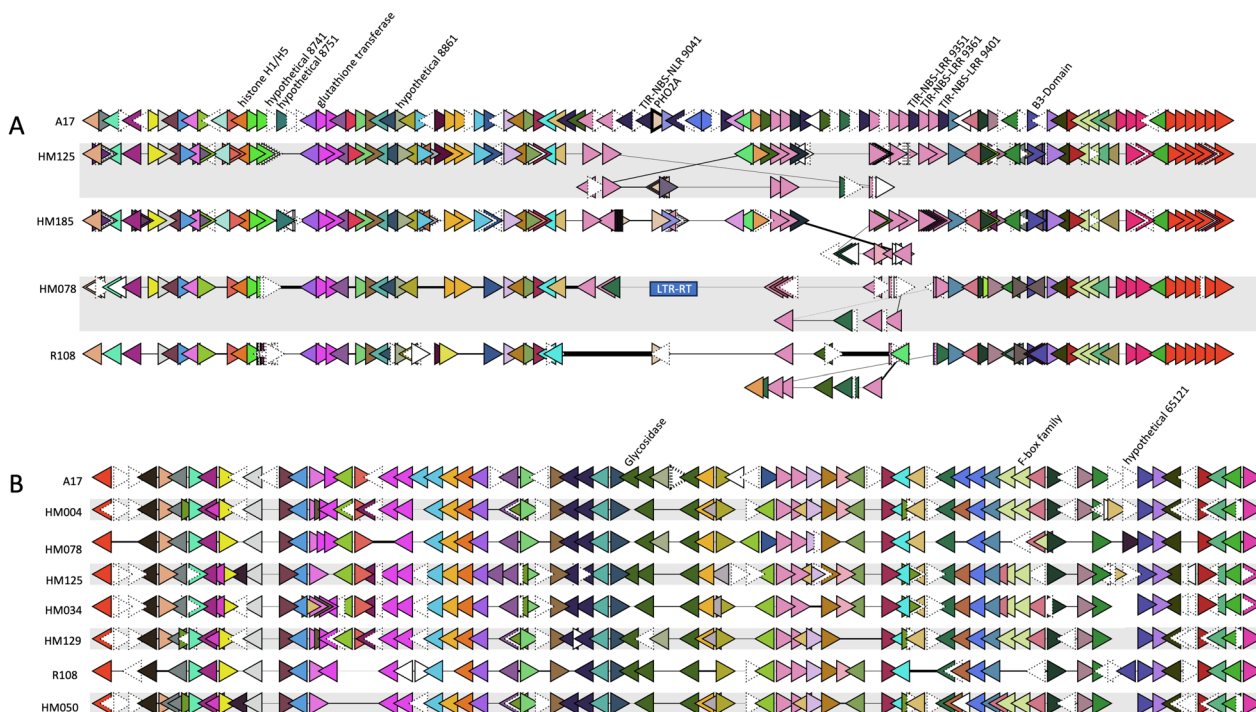 histone H1/H5
hypothetical 8741
hypothetical 8751
glutathione transferase
hypothetical 8861
TIR-NBS-NLR 9041
PHO2A
TIR-NBS-LRR 9351
TIR-NBS-LRR 9361
TIR-NBS-LRR 9401
B3-Domain
A
A17
HM125
HM185
HM078
LTR-RT
R108
Glycosidase
F-box family
hypothetical 65121
B
A17
HM004
HM078
HM125
HM034
HM129
R108
HM050